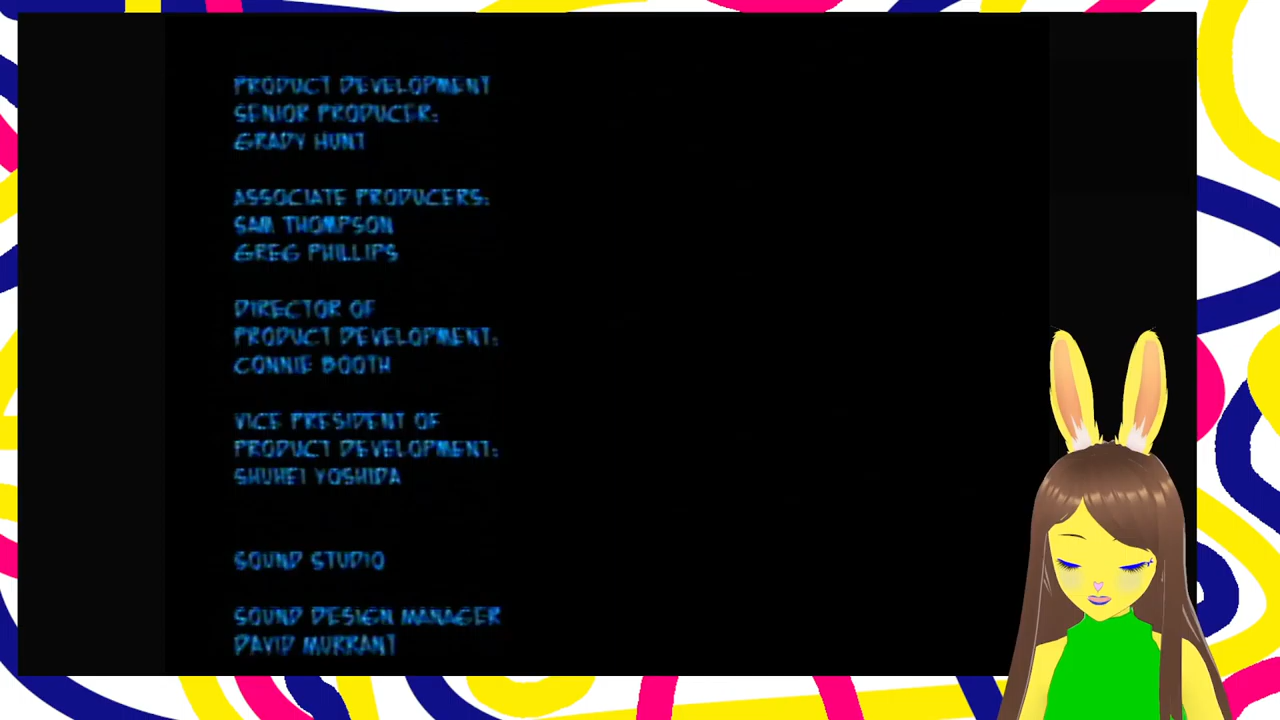 PRODUCT DEVELOPMENT
SENIOR PRODUCER:
GRADY HUNT
ASSOCIATE PRODUCERS:
SAM THOMPSON
GREG PHILLIPS
DIRECTOR OF
PRODUCT DEVELOPMENT:
CONNIE BOOTH
VICE PRESIDENT OF
PRODUCT DEVELOPMENT:
SHUHEI YOSHIDA
SOUND STUDIO
SOUND DESIGN MANAGER
DAVID MURRANT